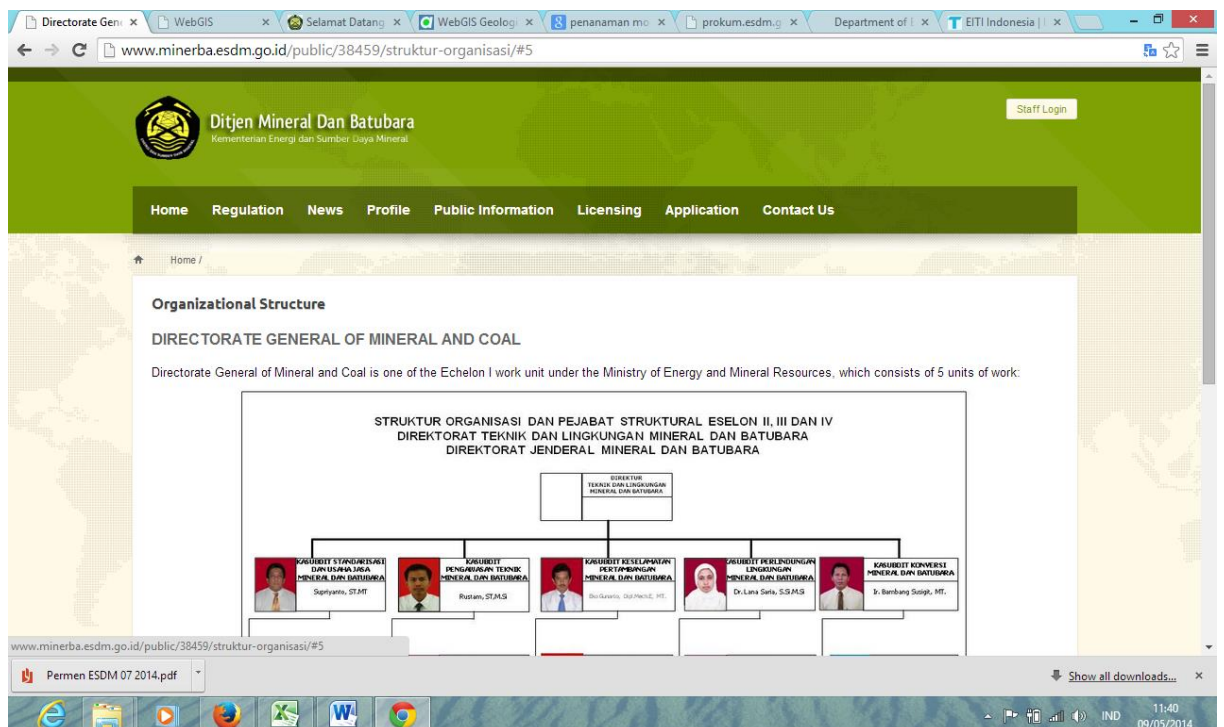 Directorate Gene
WebGIS
Selamat Datang
WebGIS Geologi
penanaman mo
prokum.esdm.g
Department of E
EITI Indonesia |
www.minerba.esdm.go.id/public/38459/struktur-organisasi/#5
Ditjen Mineral Dan Batubara
Kementerian Energi dan Sumber Daya Mineral
Staff Login
Home Regulation News Profile Public Information Licensing Application Contact Us
Home /
Organizational Structure
DIRECTORATE GENERAL OF MINERAL AND COAL
Directorate General of Mineral and Coal is one of the Echelon I work unit under the Ministry of Energy and Mineral Resources, which consists of 5 units of work:
STRUKTUR ORGANISASI DAN PEJABAT STRUKTURAL ESELON II, III DAN IV
DIREKTORAT TEKNIK DAN LINGKUNGAN MINERAL DAN BATUBARA
DIREKTORAT JENDERAL MINERAL DAN BATUBARA
DIREKTUR
TEKNIK DAN LINGKUNGAN
MINERAL DAN BATUBARA
KASUBDIT STANDARISASI
DAN USAHA JASA
MINERAL DAN BATUBARA
Supriyanto, ST.MT
KASUBDIT
PENGAWASAN TEKNIK
MINERAL DAN BATUBARA
Rustam, ST,M.Si
KASUBDIT KESELAMATAN
PERTAMBANGAN
MINERAL DAN BATUBARA
KASUBDIT PERLINDUNGAN
LINGKUNGAN
MINERAL DAN BATUBARA
Dr. Lana Saria, S.Si.M.Si
KASUBDIT KONVERSI
MINERAL DAN BATUBARA
Ir. Bambang Susigit, MT.
www.minerba.esdm.go.id/public/38459/struktur-organisasi/#5
Permen ESDM 07 2014.pdf
Show all downloads...
IND
11:40
09/05/2014